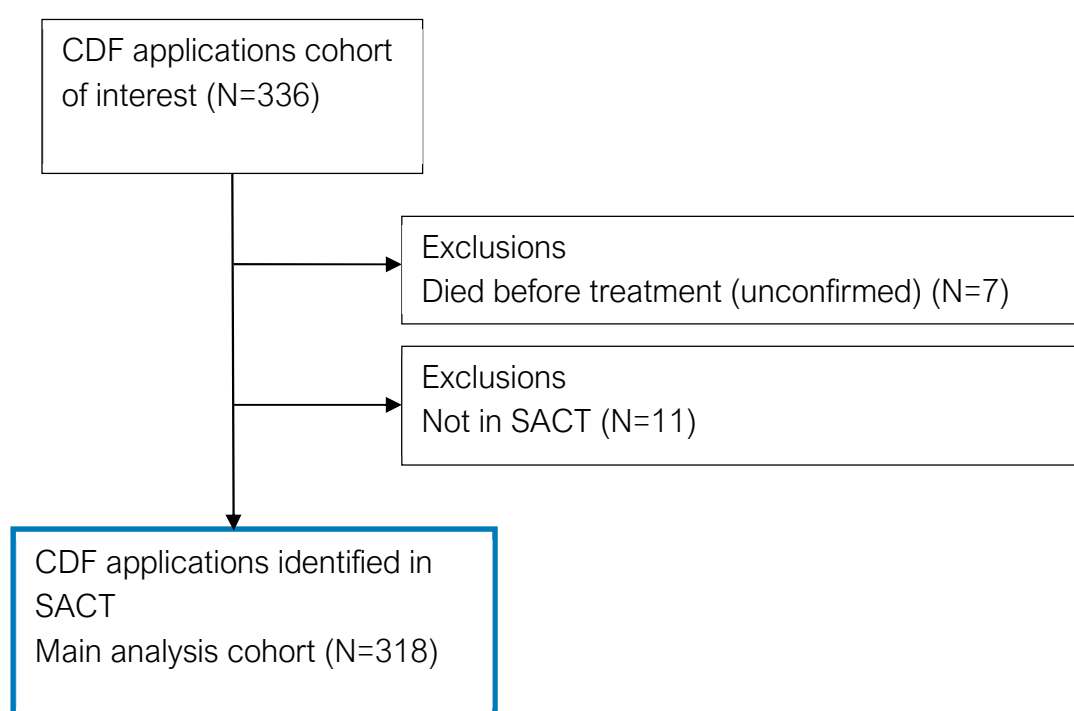 CDF applications cohort
of interest (N=336)
Exclusions
Died before treatment (unconfirmed) (N=7)
Exclusions
Not in SACT (N=11)
CDF applications identified in
SACT
Main analysis cohort (N=318)